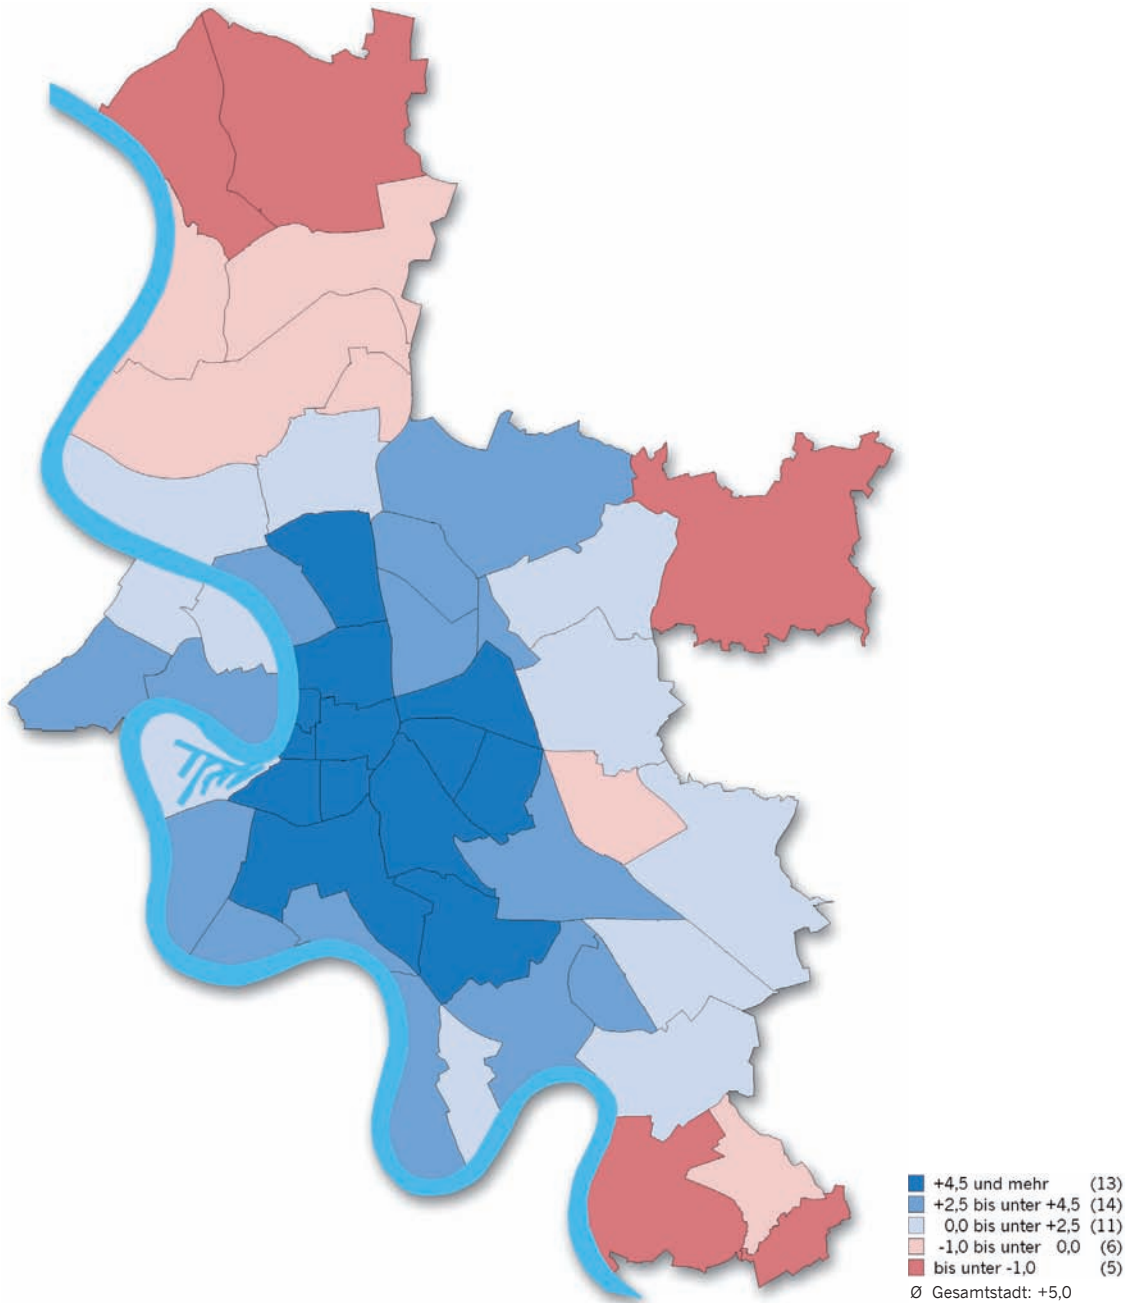 +4,5 und mehr (13)
+2,5 bis unter +4,5 (14)
0,0 bis unter +2,5 (11)
-1,0 bis unter 0,0 (6)
bis unter -1,0 (5)
Ø Gesamtstadt: +5,0